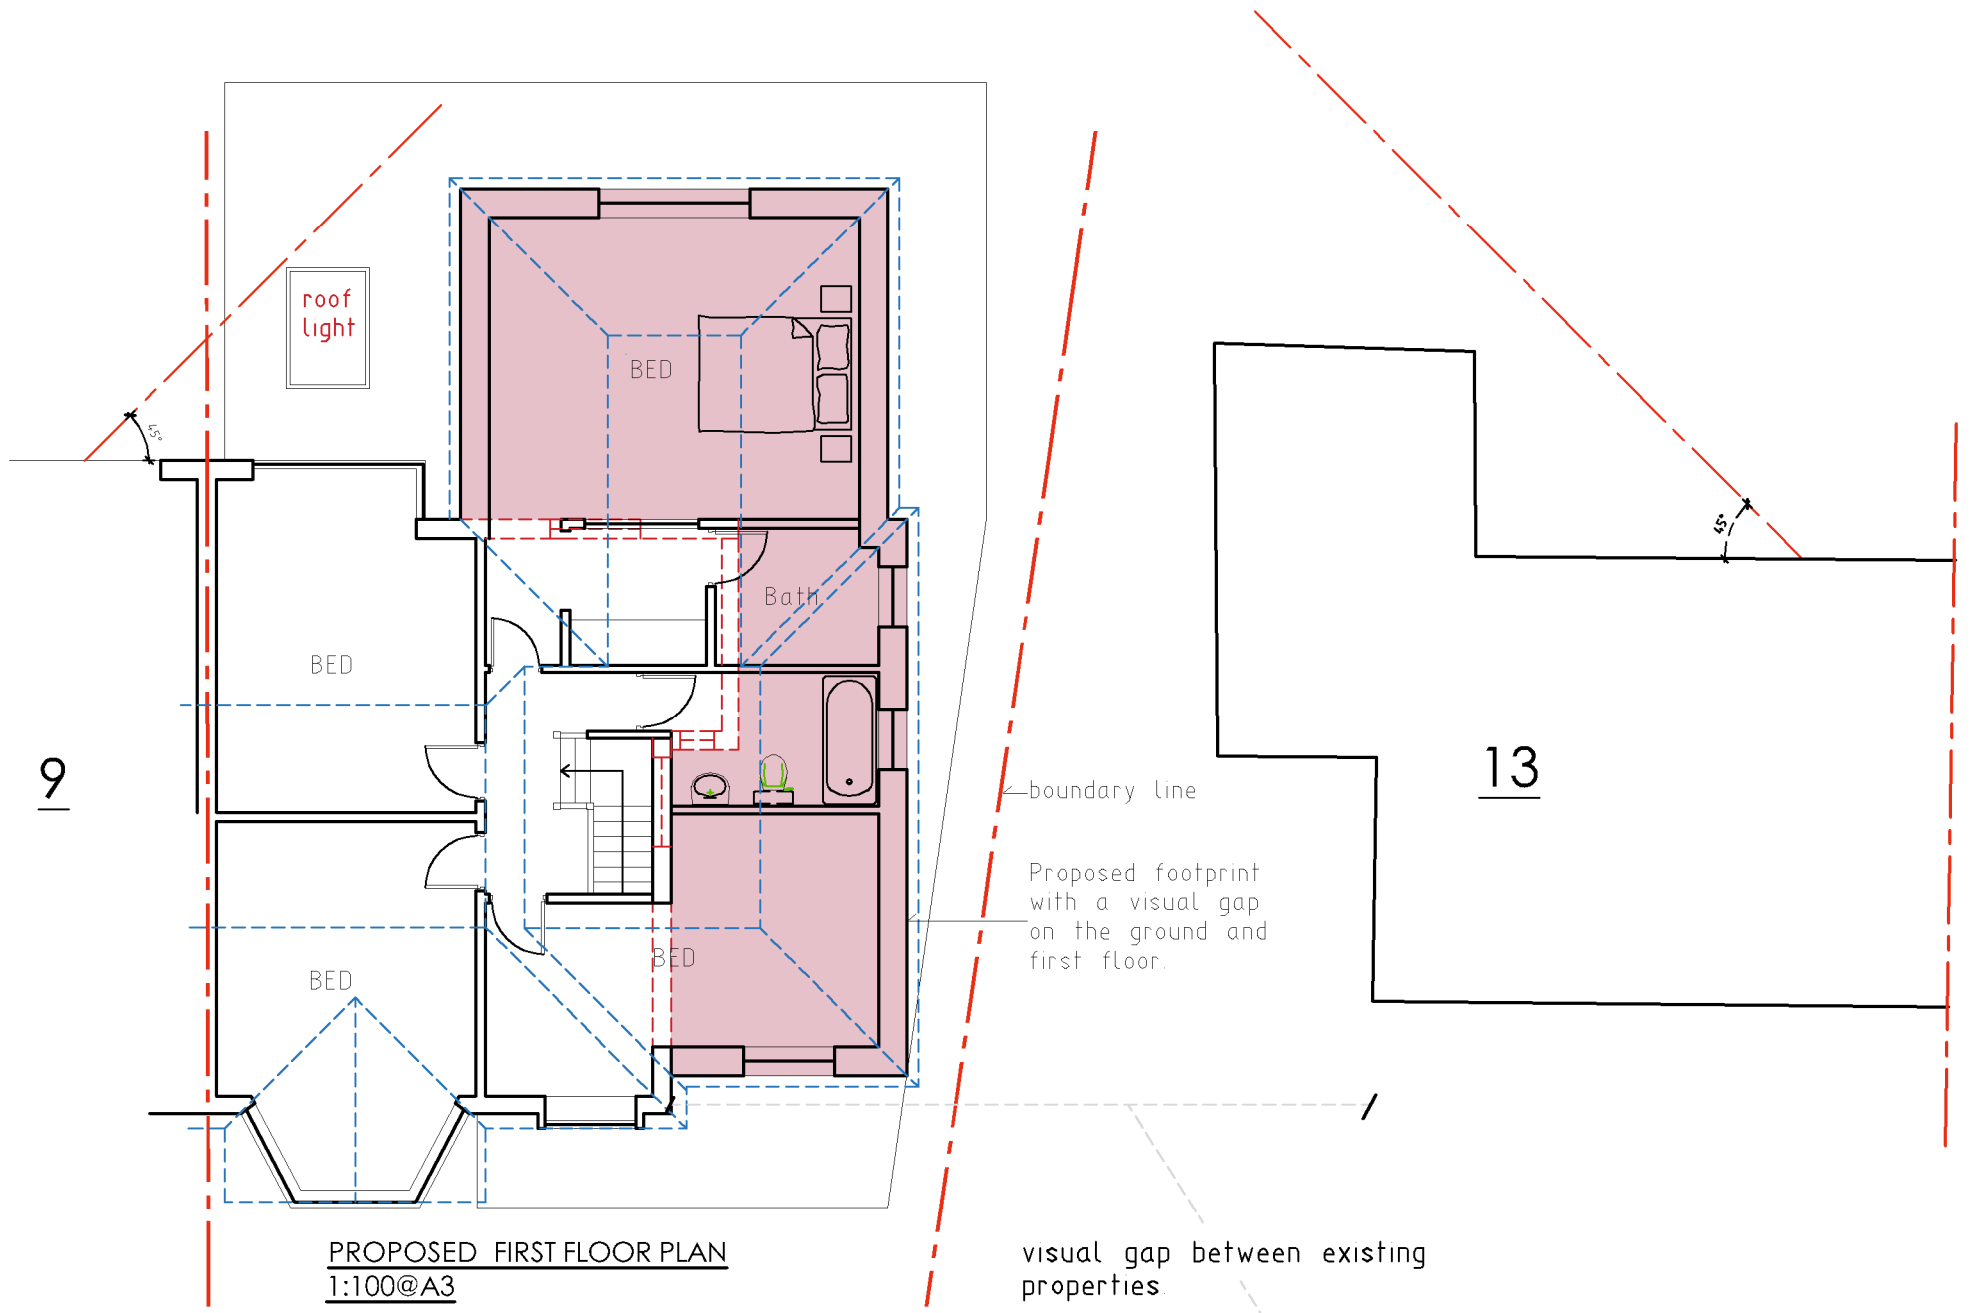 roof
light
45°
BED
BED
Bath
45°
9
13
boundary line
Proposed footprint
with a visual gap
on the ground and
first floor.
BED
BED
PROPOSED FIRST FLOOR PLAN
1:100@A3
visual gap between existing
properties.